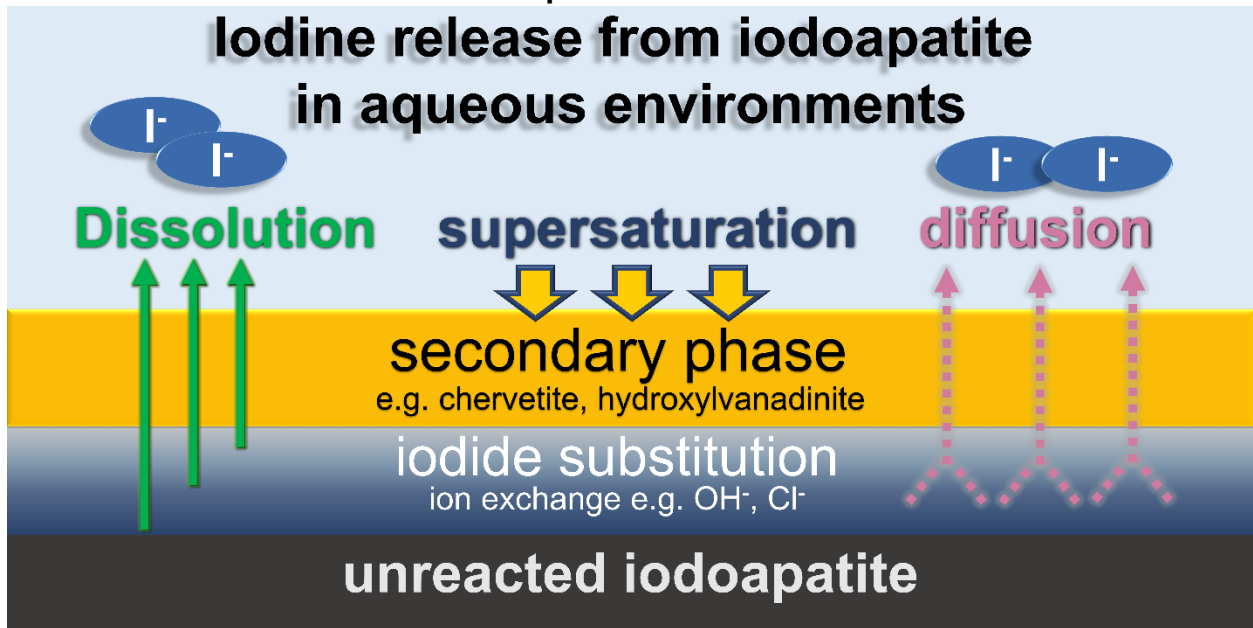 Iodine release from iodoapatite
in aqueous environments
I-
I-
I-
I-
Dissolution
supersaturation
diffusion
secondary phase
e.g. chervetite, hydroxylvanadinite
iodide substitution
ion exchange e.g. OH-, Cl-
unreacted iodoapatite